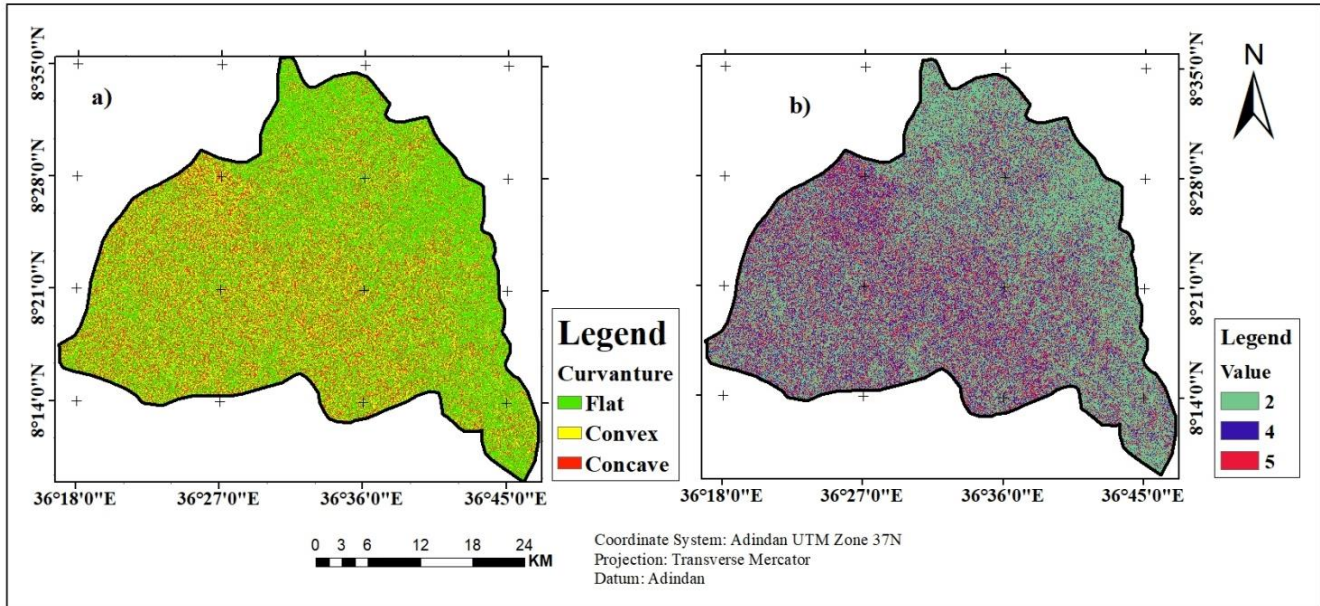 a)
8°35'0"N
8°28'0"N
8°21'0"N
8°14'0"N
36°18'0"E
36°27'0"E
36°36'0"E
36°45'0"E
Legend
Curvanture
Flat
Convex
Concave
b)
N
8°35'0"N
8°28'0"N
8°21'0"N
8°14'0"N
36°18'0"E
36°27'0"E
36°36'0"E
36°45'0"E
Legend
Value
2
4
5
0 3 6 12 18 24
KM
Coordinate System: Adindan UTM Zone 37N
Projection: Transverse Mercator
Datum: Adindan